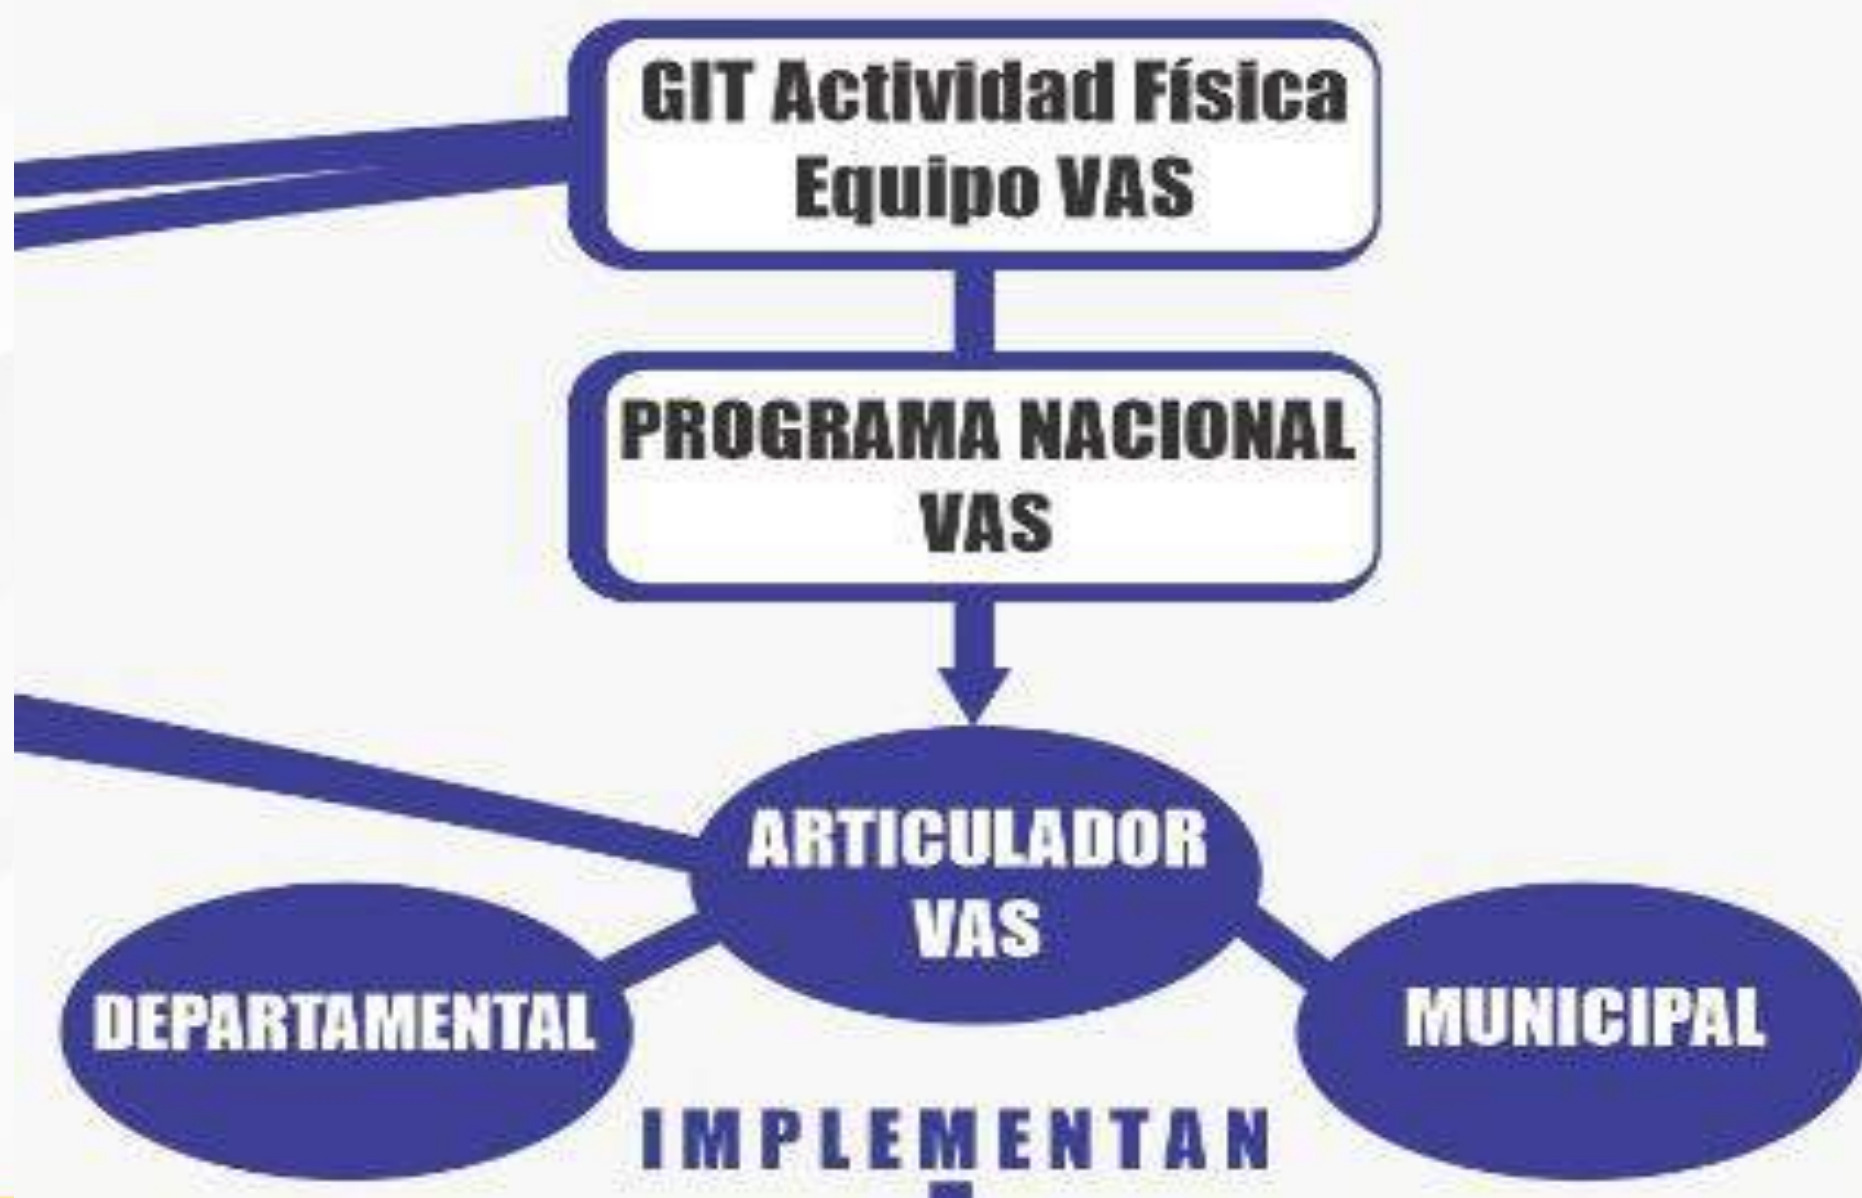 GIT Actividad Física
Equipo VAS
PROGRAMA NACIONAL
VAS
ARTICULADOR
VAS
DEPARTAMENTAL
MUNICIPAL
IMPLEMENTAN